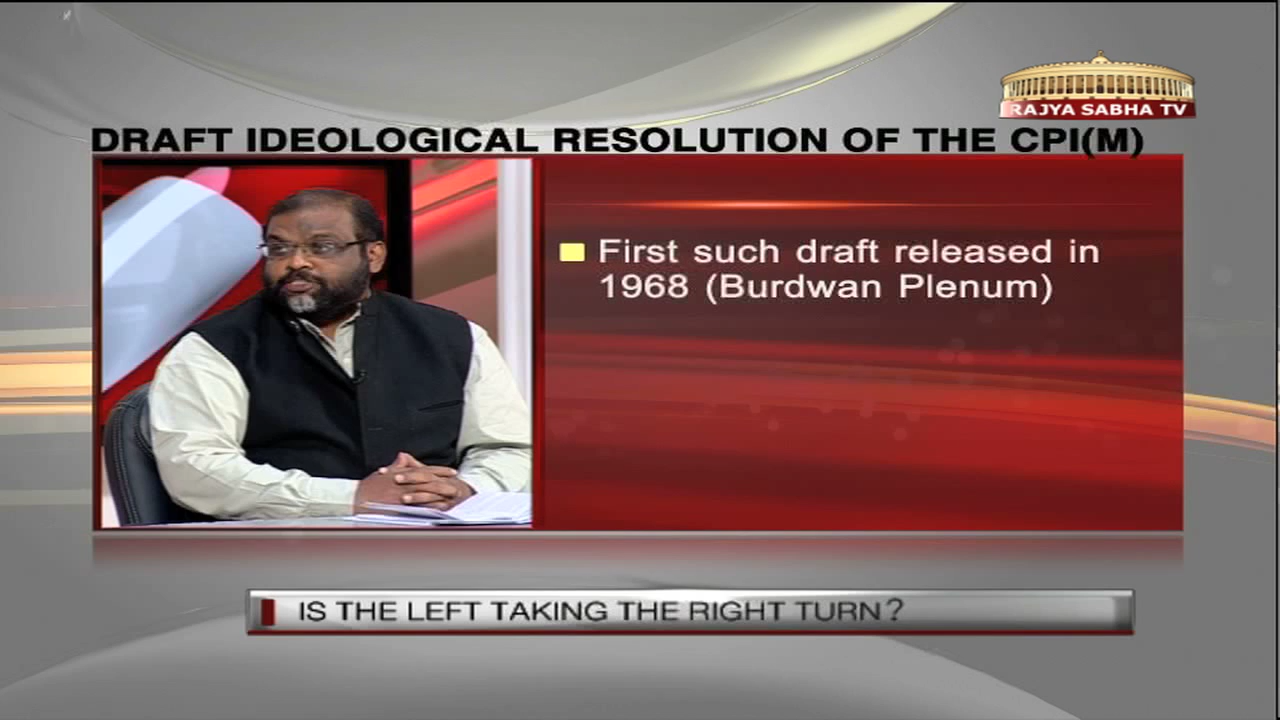 RAJYA SABHA TV
DRAFT IDEOLOGICAL RESOLUTION OF THE CPI(M)
First such draft released in
1968 (Burdwan Plenum)
IS THE LEFT TAKING THE RIGHT TURN?